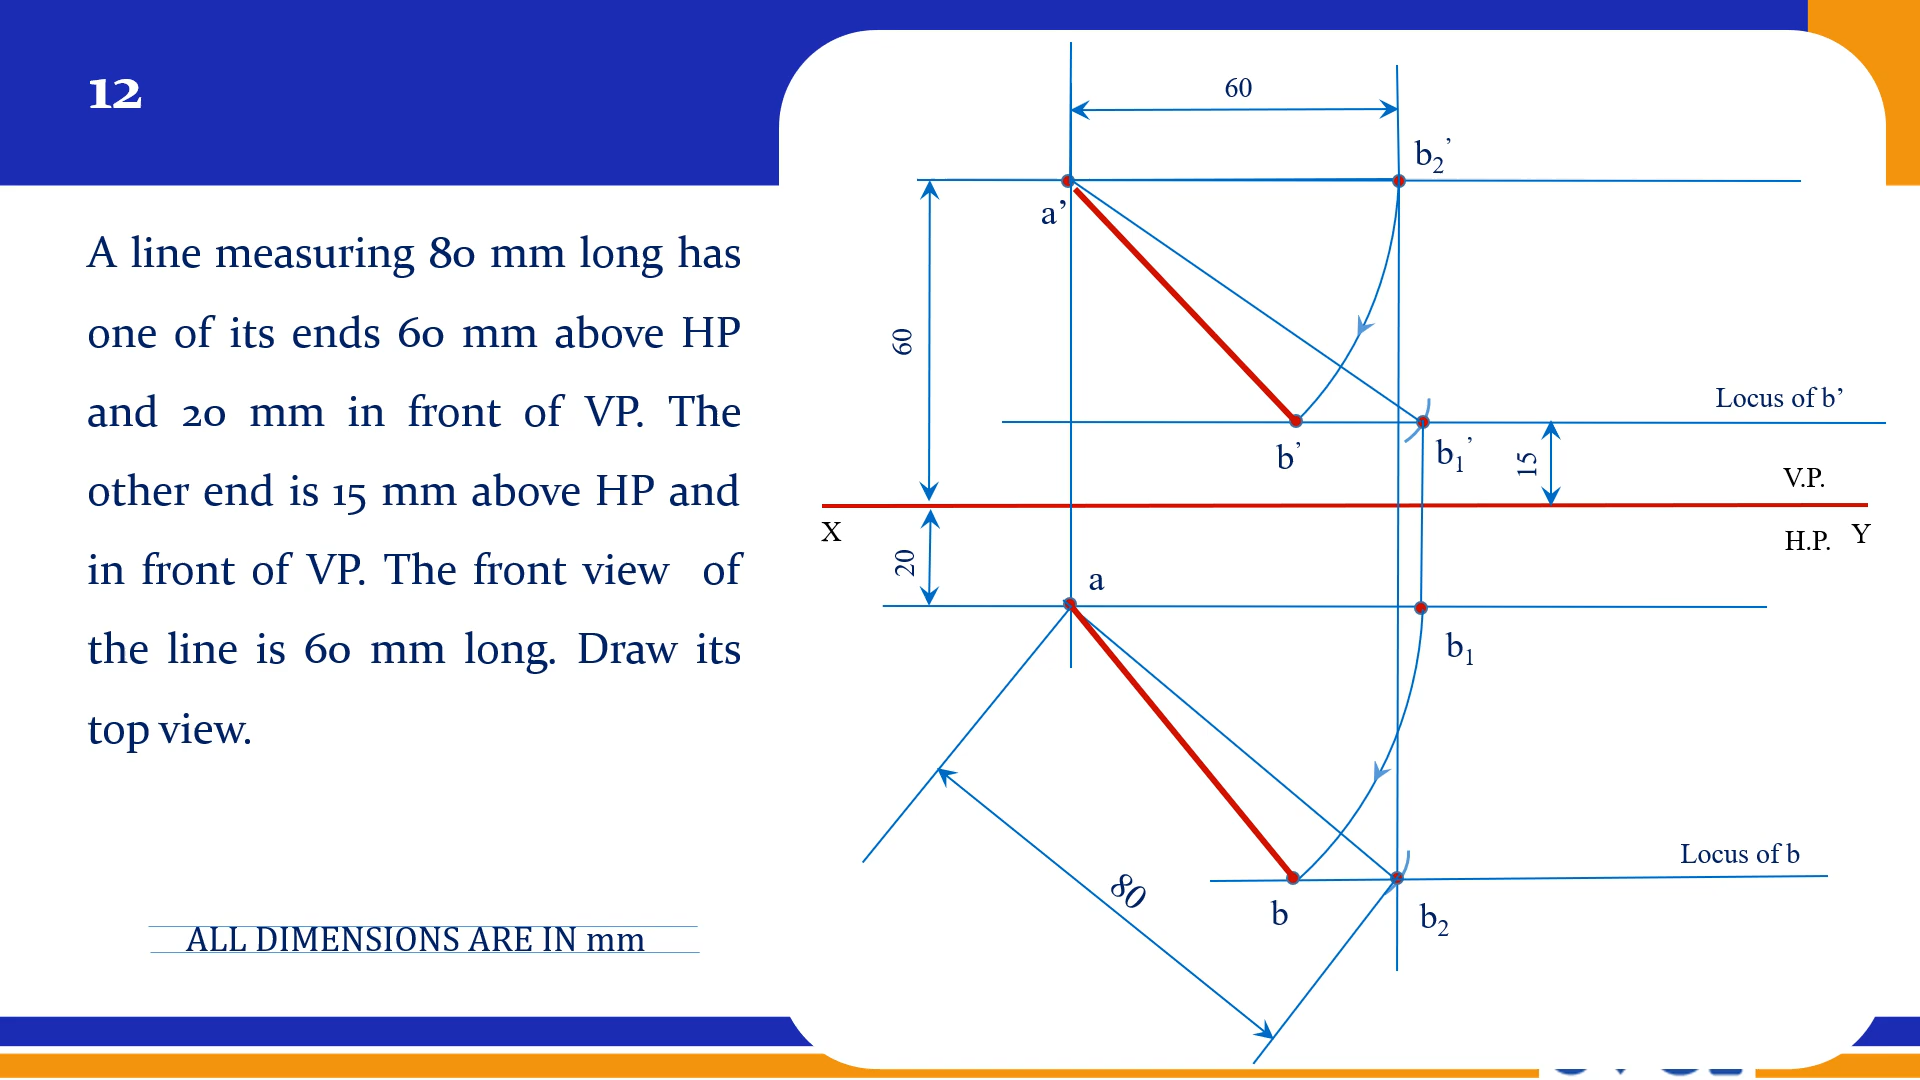 12
A line measuring 80 mm long has
one of its ends 60 mm above HP
and 20 mm in front of VP. The
other end is 15 mm above HP and
in front of VP. The front view of
the line is 60 mm long. Draw its
top view.
ALL DIMENSIONS ARE IN mm
60
b₂’
a’
60
Locus of b’
b’
b₁’
15
V.P.
X
H.P.
Y
20
a
b₁
Locus of b
80
b
b₂